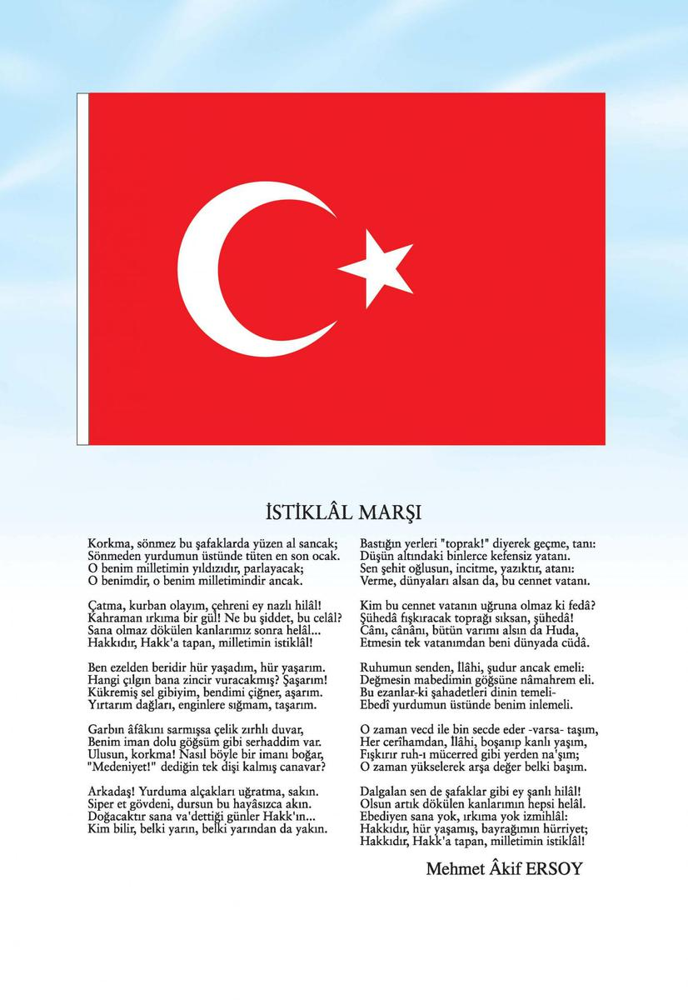 İSTİKLÂL MARŞI
Korkma, sönmez bu şafaklarda yüzen al sancak;
Sönmeden yurdumun üstünde tüten en son ocak.
O benim milletimin yıldızıdır, parlayacak;
O benimdir, o benim milletimindir ancak.
Çatma, kurban olayım, çehreni ey nazlı hilâl!
Kahraman ırkıma bir gül! Ne bu şiddet, bu celâl?
Sana olmaz dökülen kanlarımız sonra helâl...
Hakkıdır, Hakk'a tapan, milletimin istiklâl!
Ben ezelden beridir hür yaşadım, hür yaşarım.
Hangi çılgın bana zincir vuracakmış? Şaşarım!
Kükremiş sel gibiyim, bendimi çiğner, aşarım.
Yırtarım dağları, enginlere sığmam, taşarım.
Garbın âfâkını sarmışsa çelik zırhlı duvar,
Benim iman dolu göğsüm gibi serhaddim var.
Ulusun, korkma! Nasıl böyle bir imanı boğar,
"Medeniyet!" dediğin tek dişi kalmış canavar?
Arkadaş! Yurduma alçakları uğratma, sakın.
Siper et gövdeni, dursun bu hayâsızca akın.
Doğacaktır sana va'dettiği günler Hakk'ın...
Kim bilir, belki yarın, belki yarından da yakın.
Bastığın yerleri "toprak!" diyerek geçme, tanı:
Düşün altındaki binlerce kefensiz yatanı.
Sen şehit oğlusun, incitme, yazıktır, atanı:
Verme, dünyaları alsan da, bu cennet vatanı.
Kim bu cennet vatanın uğruna olmaz ki fedâ?
Şühedâ fışkıracak toprağı sıksan, şühedâ!
Cânı, cânânı, bütün varımı alsın da Huda,
Etmesin tek vatanımdan beni dünyada cüdâ.
Ruhumun senden, İlâhi, şudur ancak emeli:
Değmesin mabedimin göğsüne nâmahrem eli.
Bu ezanlar-ki şahadetleri dinin temeli-
Ebedî yurdumun üstünde benim inlemeli.
O zaman vecd ile bin secde eder -varsa- taşım,
Her cerîhamdan, İlâhi, boşanıp kanlı yaşım,
Fışkırır ruh-ı mücerred gibi yerden na'şım;
O zaman yükselerek arşa değer belki başım.
Dalgalan sen de şafaklar gibi ey şanlı hilâl!
Olsun artık dökülen kanlarımın hepsi helâl.
Ebediyen sana yok, ırkıma yok izmihlâl:
Hakkıdır, hür yaşamış, bayrağımın hürriyet;
Hakkıdır, Hakk'a tapan, milletimin istiklâl!
Mehmet Âkif ERSOY